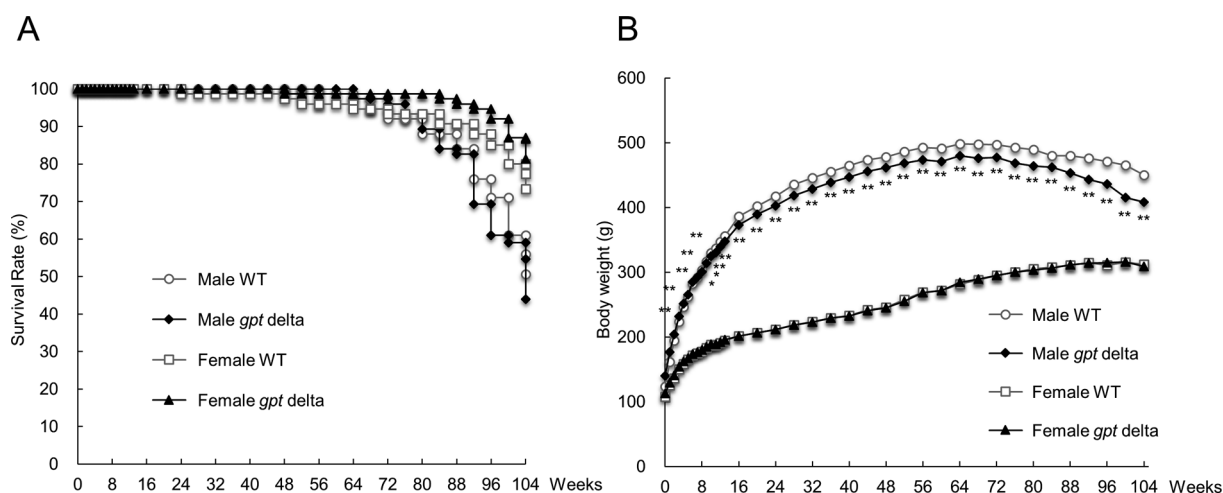 A
Survival Rate (%)
100
90
80
70
60
50
40
30
20
10
0
0 8 16 24 32 40 48 56 64 72 80 88 96 104 Weeks
Male WT
Male gpt delta
Female WT
Female gpt delta
B
Body weight (g)
600
500
400
300
200
100
0
0 8 16 24 32 40 48 56 64 72 80 88 96 104 Weeks
** ** ** ** * ** ** ** ** ** ** ** ** ** ** ** ** ** ** ** ** ** ** ** ** ** ** ** ** **
Male WT
Male gpt delta
Female WT
Female gpt delta